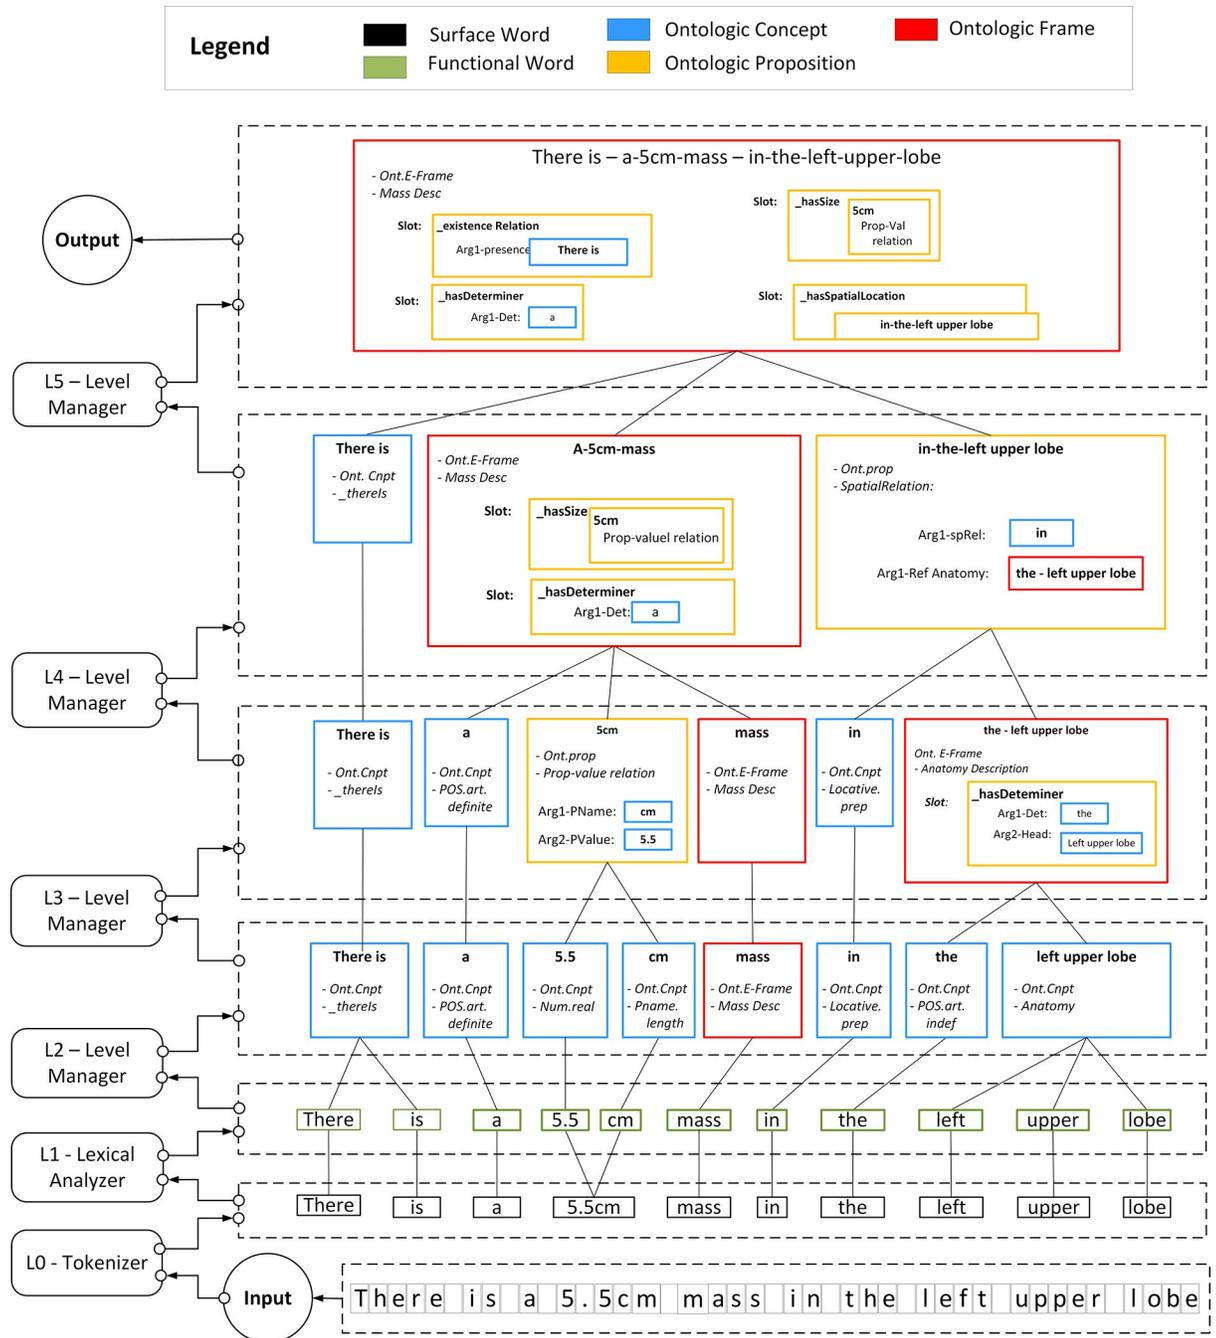 Legend
Surface Word
Functional Word
Ontologic Concept
Ontologic Proposition
Ontologic Frame
There is – a-5cm-mass – in-the-left-upper-lobe
- Ont.E-Frame
- Mass Desc
Slot:
_existence Relation
Arg1-presence
There is
Slot:
_hasDeterminer
Arg1-Det:
a
Slot:
_hasSize
5cm
Prop-Val
relation
Slot:
_hasSpatialLocation
in-the-left upper lobe
Output
L5 – Level
Manager
There is
- Ont. Cnpt
- _thereIs
A-5cm-mass
- Ont.E-Frame
- Mass Desc
Slot:
_hasSize
5cm
Prop-valuel relation
Slot:
_hasDeterminer
Arg1-Det:
a
in-the-left upper lobe
- Ont.prop
- SpatialRelation:
Arg1-spRel:
in
Arg1-Ref Anatomy:
the - left upper lobe
L4 – Level
Manager
There is
- Ont.Cnpt
- _thereIs
a
- Ont.Cnpt
- POS.art.
definite
5cm
- Ont.prop
- Prop-value relation
Arg1-PName:
cm
Arg2-PValue:
5.5
mass
- Ont.E-Frame
- Mass Desc
in
- Ont.Cnpt
- Locative.
prep
the - left upper lobe
Ont. E-Frame
- Anatomy Description
Slot:
_hasDeteminer
Arg1-Det:
the
Arg2-Head:
Left upper lobe
L3 – Level
Manager
There is
- Ont.Cnpt
- _thereIs
a
- Ont.Cnpt
- POS.art.
definite
5.5
- Ont.Cnpt
- Num.real
cm
- Ont.Cnpt
- Pname.
length
mass
- Ont.E-Frame
- Mass Desc
in
- Ont.Cnpt
- Locative.
prep
the
- Ont.Cnpt
- POS.art.
indef
left upper lobe
- Ont.Cnpt
- Anatomy
L2 – Level
Manager
There is a 5.5 cm mass in the left upper lobe
L1 - Lexical
Analyzer
There is a 5.5cm mass in the left upper lobe
L0 - Tokenizer
Input
There is a 5.5cm mass in the left upper lobe